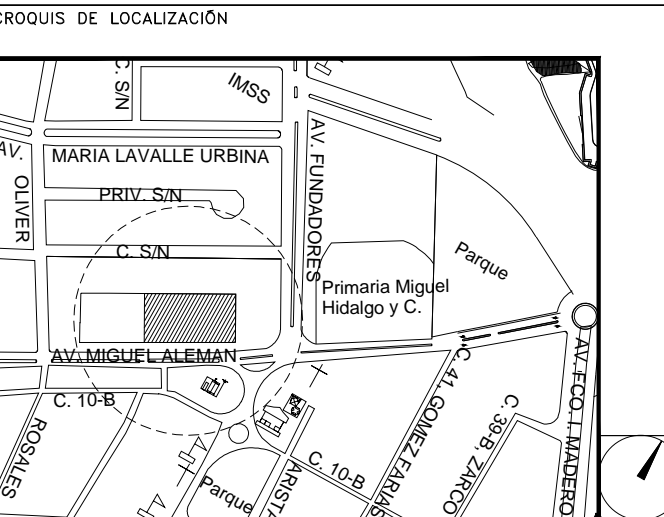 CROQUIS DE LOCALIZACIÓN
C. S/N
IMSS
AV.
OLIVER
MARIA LAVALLE URBINA
AV. FUNDADORES
PRIV. S/N
C. S/N
Parque
Primaria Miguel
Hidalgo y C.
AV. MIGUEL ALEMAN
C. 10-B
ROSALES
C. 41, GOMEZ FARIAS
C. 39-B, ZARCO
AV. FCO. I. MADERO
C. 10-B
ARISTA
Parque